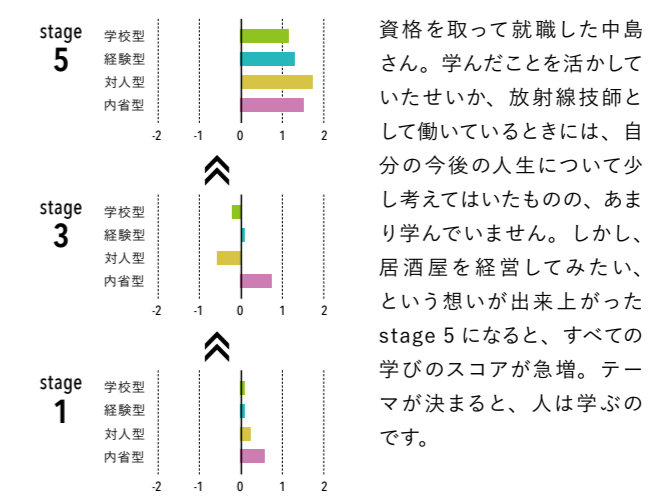 stage
5
学校型
経験型
対人型
内省型
-2 -1 0 1 2
stage
3
学校型
経験型
対人型
内省型
-2 -1 0 1 2
stage
1
学校型
経験型
対人型
内省型
-2 -1 0 1 2
資格を取って就職した中島
さん。学んだことを活かして
いたせいか、放射線技師と
して働いているときには、自
分の今後の人生について少
し考えてはいたものの、あま
り学んでいません。しかし、
居酒屋を経営してみたい、
という想いが出来上がった
stage 5 になると、すべての
学びのスコアが急増。テー
マが決まると、人は学ぶの
です。